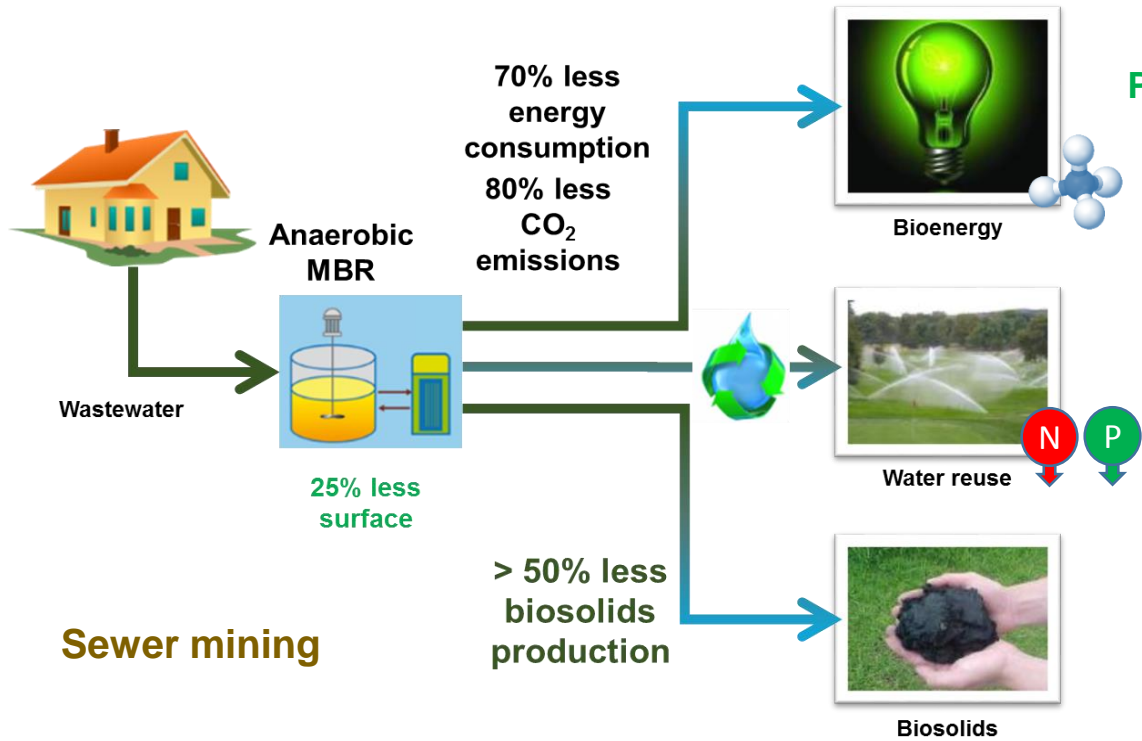 70% less
energy
consumption
80% less
CO₂
emissions
P
Bioenergy
Anaerobic
MBR
Wastewater
25% less
surface
N
P
Water reuse
> 50% less
biosolids
production
Sewer mining
Biosolids